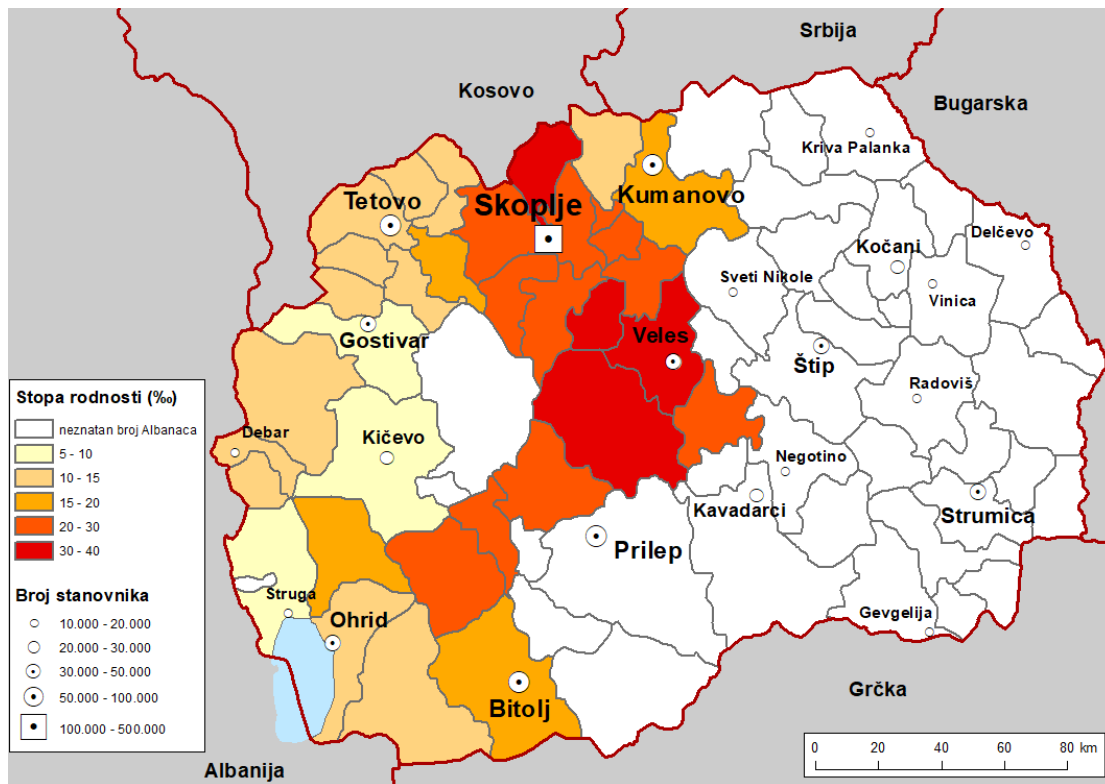 Srbija
Kosovo
Bugarska
Kriva Palanka
Skoplje
Kumanovo
Tetovo
Delčevo
Kočani
Sveti Nikole
Vinica
Gostivar
Veles
Štip
Radoviš
Debar
Kičevo
Negotino
Kavadarci
Strumica
Prilep
Struga
Ohrid
Gevgelija
Bitolj
Grčka
Albanija
Stopa rodnosti (‰)
neznatan broj Albanaca
5 - 10
10 - 15
15 - 20
20 - 30
30 - 40
Broj stanovnika
10.000 - 20.000
20.000 - 30.000
30.000 - 50.000
50.000 - 100.000
100.000 - 500.000
0 20 40 60 80 km